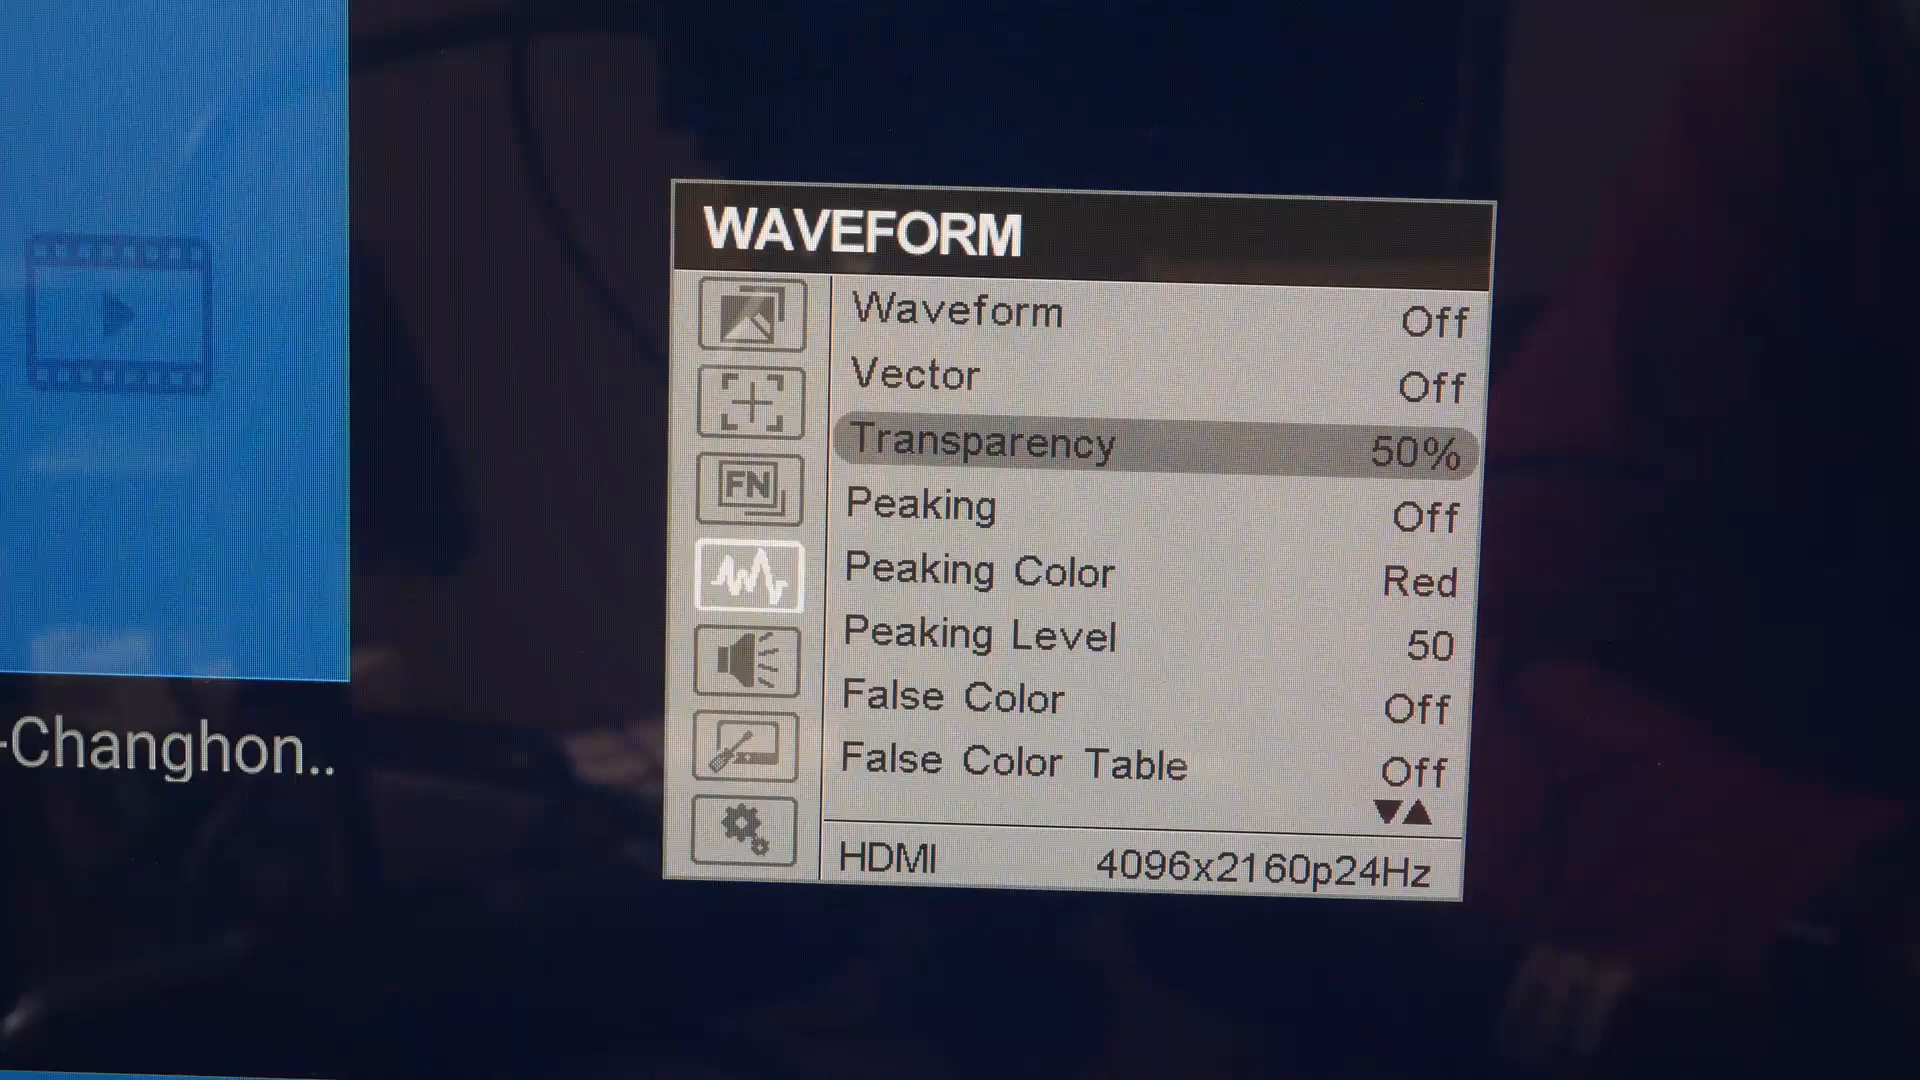 WAVEFORM
Waveform Off
Vector Off
Transparency 50%
FN
Peaking Off
Peaking Color Red
Peaking Level 50
False Color Off
False Color Table Off
▼▲
HDMI 4096x2160p24Hz
-Changhon..